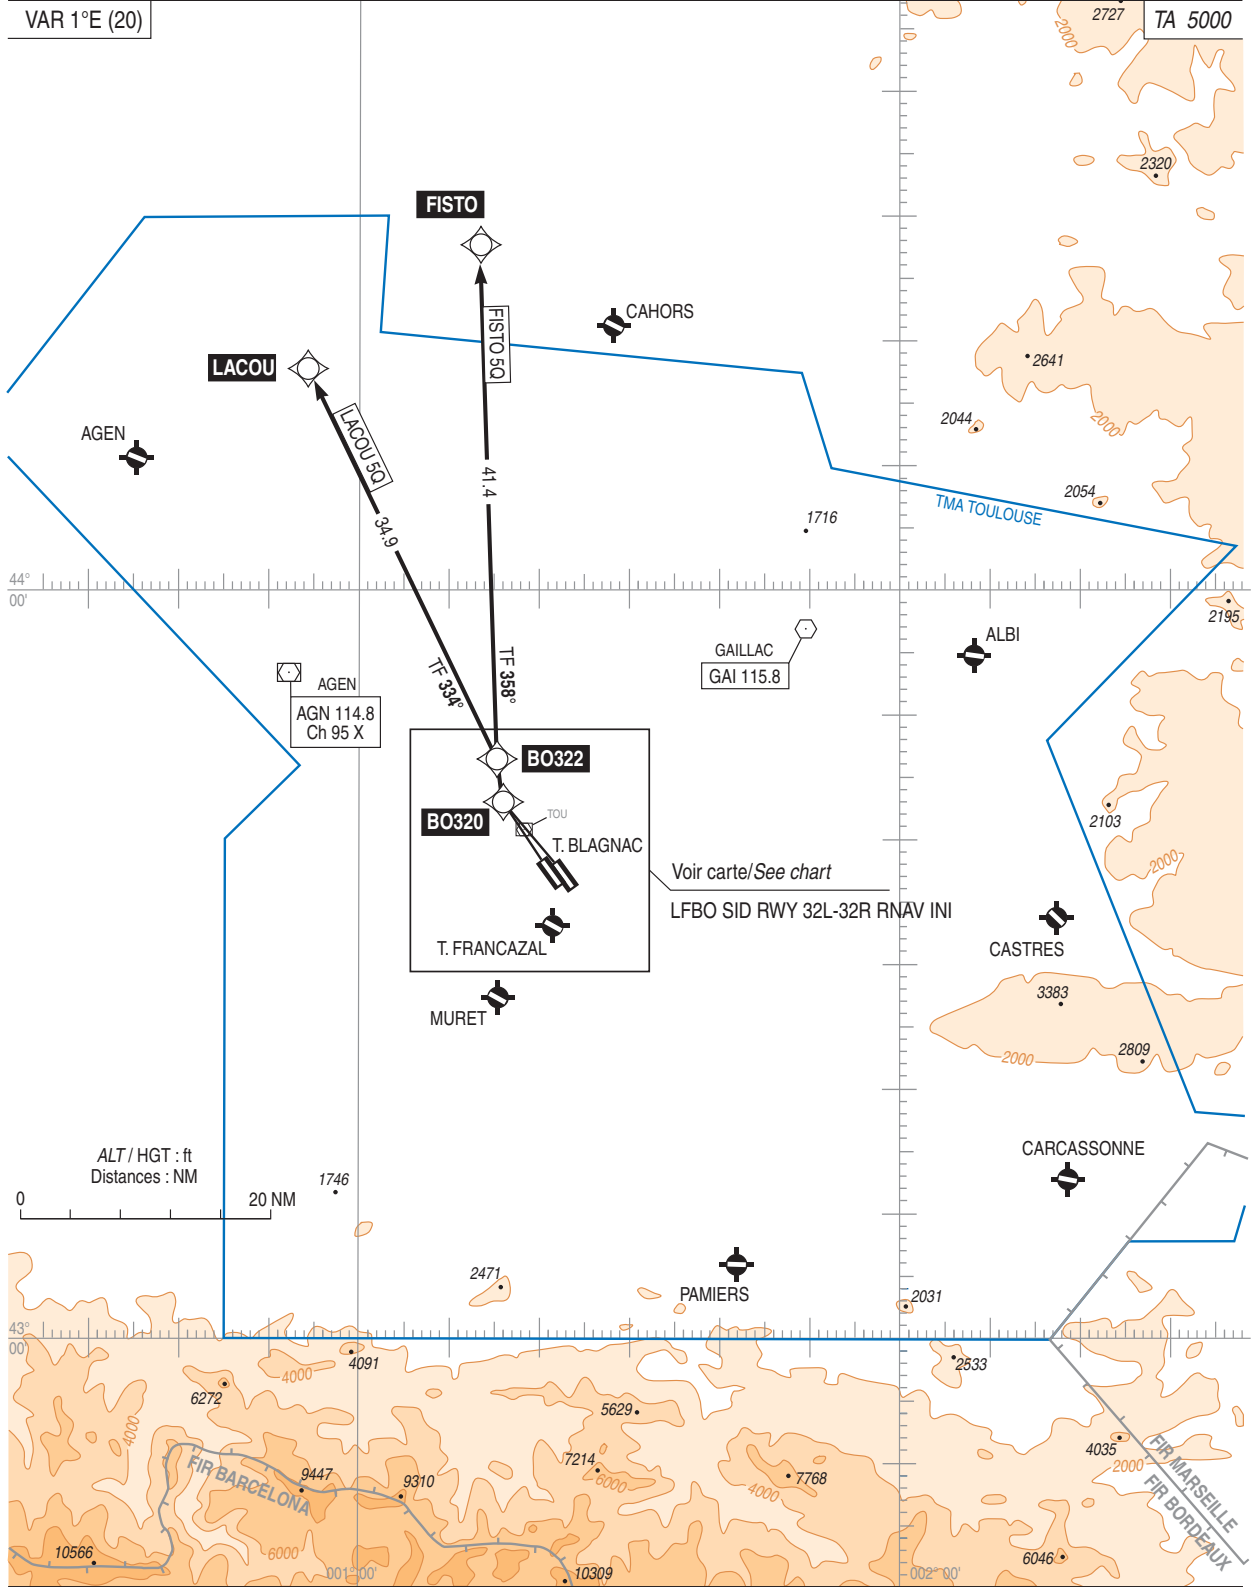 VAR 1°E (20)
TA 5000
2727
2000
2320
FISTO
CAHORS
FISTO 5Q
LACOU
2641
LACOU 5Q
2044
2000
AGEN
41.4
2054
34.9
1716
TMA TOULOUSE
44°
00'
2195
ALBI
GAILLAC
GAI 115.8
TF 334°
TF 358°
AGEN
AGN 114.8
Ch 95 X
BO322
BO320
TOU
2103
T. BLAGNAC
2000
Voir carte/See chart
LFBO SID RWY 32L-32R RNAV INI
T. FRANCAZAL
CASTRES
3383
MURET
2809
2000
ALT / HGT : ft
Distances : NM
CARCASSONNE
1746
0
20 NM
2471
PAMIERS
2031
43°
00'
4091
4000
2533
6272
5629
4000
4035
FIR MARSEILLE
FIR BORDEAUX
2000
7214
6000
7768
4000
FIR BARCELONA
9447
9310
6000
10566
6046
001° 00'
10309
002° 00'